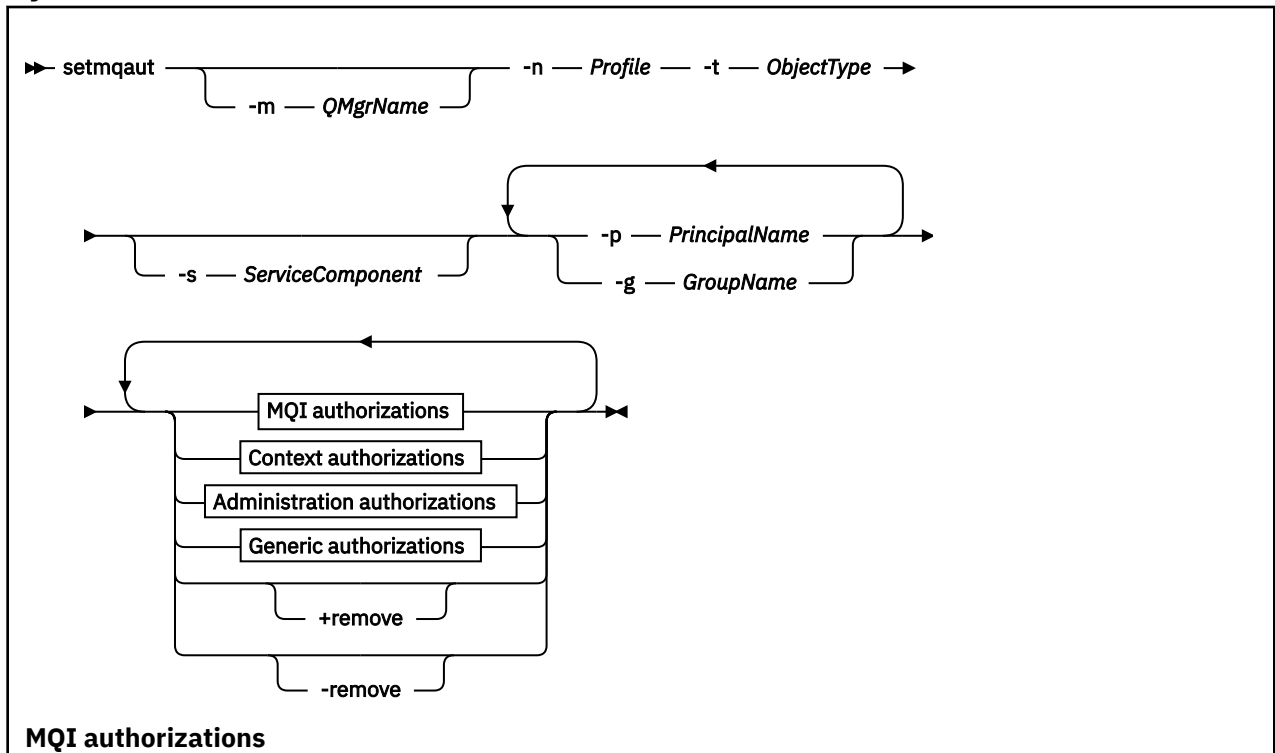 setmqaut -n Profile -t ObjectType
-m QMgrName
-p PrincipalName
-s ServiceComponent
-g GroupName
MQI authorizations
Context authorizations
Administration authorizations
Generic authorizations
+remove
-remove
MQI authorizations